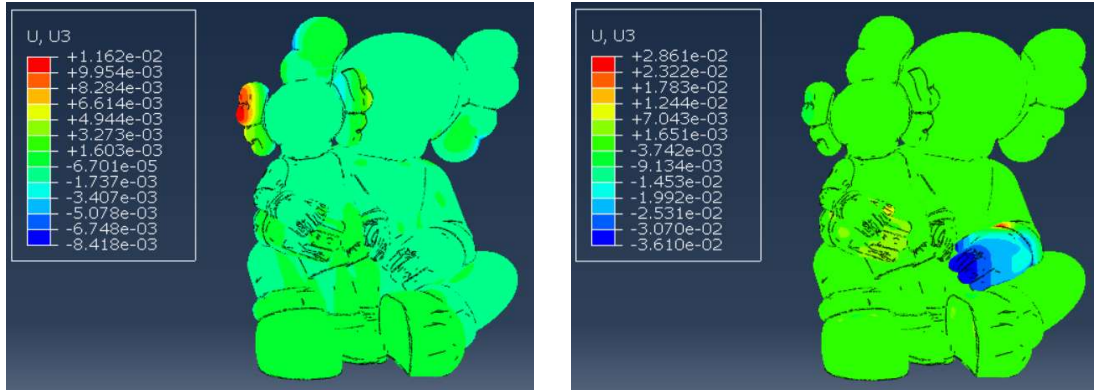 U, U3
+1.162e-02
+9.954e-03
+8.284e-03
+6.614e-03
+4.944e-03
+3.273e-03
+1.603e-03
-6.701e-05
-1.737e-03
-3.407e-03
-5.078e-03
-6.748e-03
-8.418e-03
U, U3
+2.861e-02
+2.322e-02
+1.783e-02
+1.244e-02
+7.043e-03
+1.651e-03
-3.742e-03
-9.134e-03
-1.453e-02
-1.992e-02
-2.531e-02
-3.070e-02
-3.610e-02